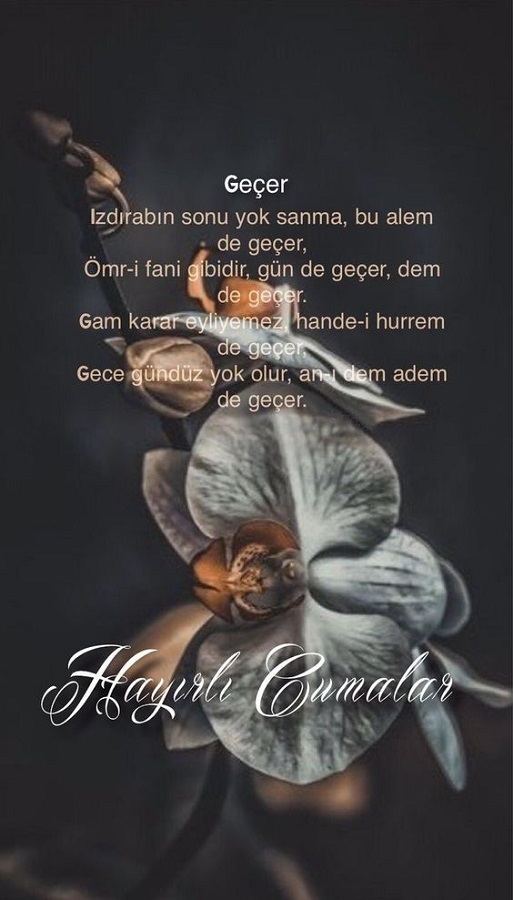 Geçer
Izdırabın sonu yok sanma, bu alem
de geçer,
Ömr-i fani gibidir, gün de geçer, dem
de geçer.
Gam karar eyliyemez, hande-i hurrem
de geçer,
Gece gündüz yok olur, an-ı dem adem
de geçer.
Hayırlı Cumalar